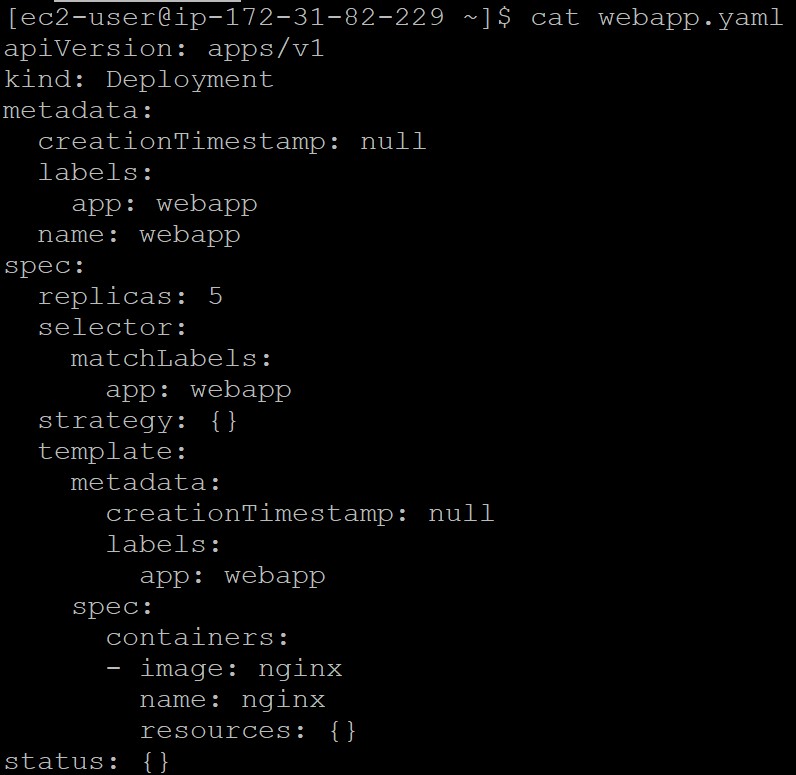 [ec2-user@ip-172-31-82-229 ~]$ cat webapp.yaml
apiVersion: apps/v1
kind: Deployment
metadata:
  creationTimestamp: null
  labels:
    app: webapp
  name: webapp
spec:
  replicas: 5
  selector:
    matchLabels:
      app: webapp
  strategy: {}
  template:
    metadata:
      creationTimestamp: null
      labels:
        app: webapp
    spec:
      containers:
      - image: nginx
        name: nginx
        resources: {}
status: {}